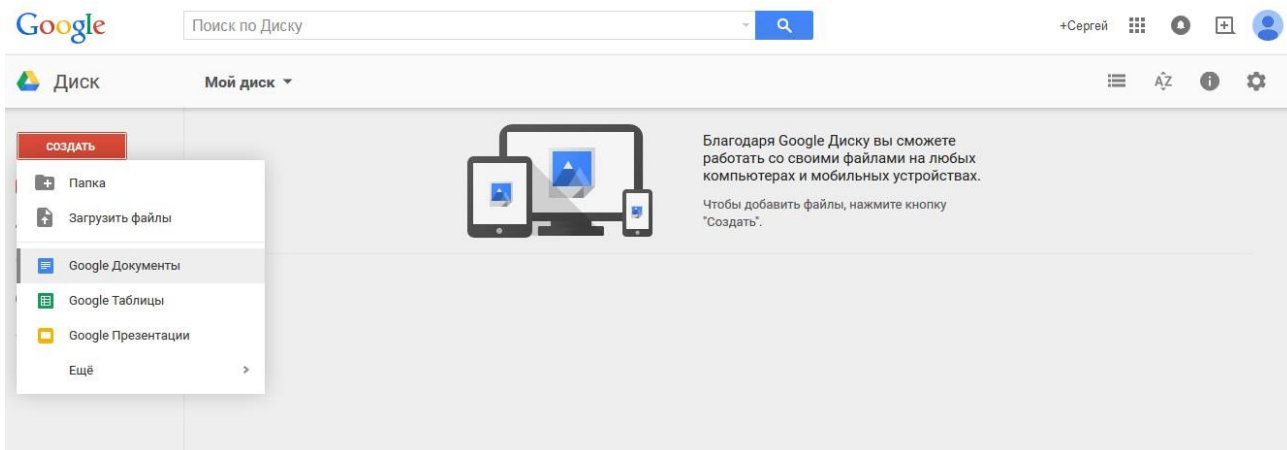 Google
Поиск по Диску
+Сергей
Диск
Мой диск
AZ
СОЗДАТЬ
Папка
Загрузить файлы
Google Документы
Google Таблицы
Google Презентации
Ещё
Благодаря Google Диску вы сможете
работать со своими файлами на любых
компьютерах и мобильных устройствах.
Чтобы добавить файлы, нажмите кнопку
"Создать".